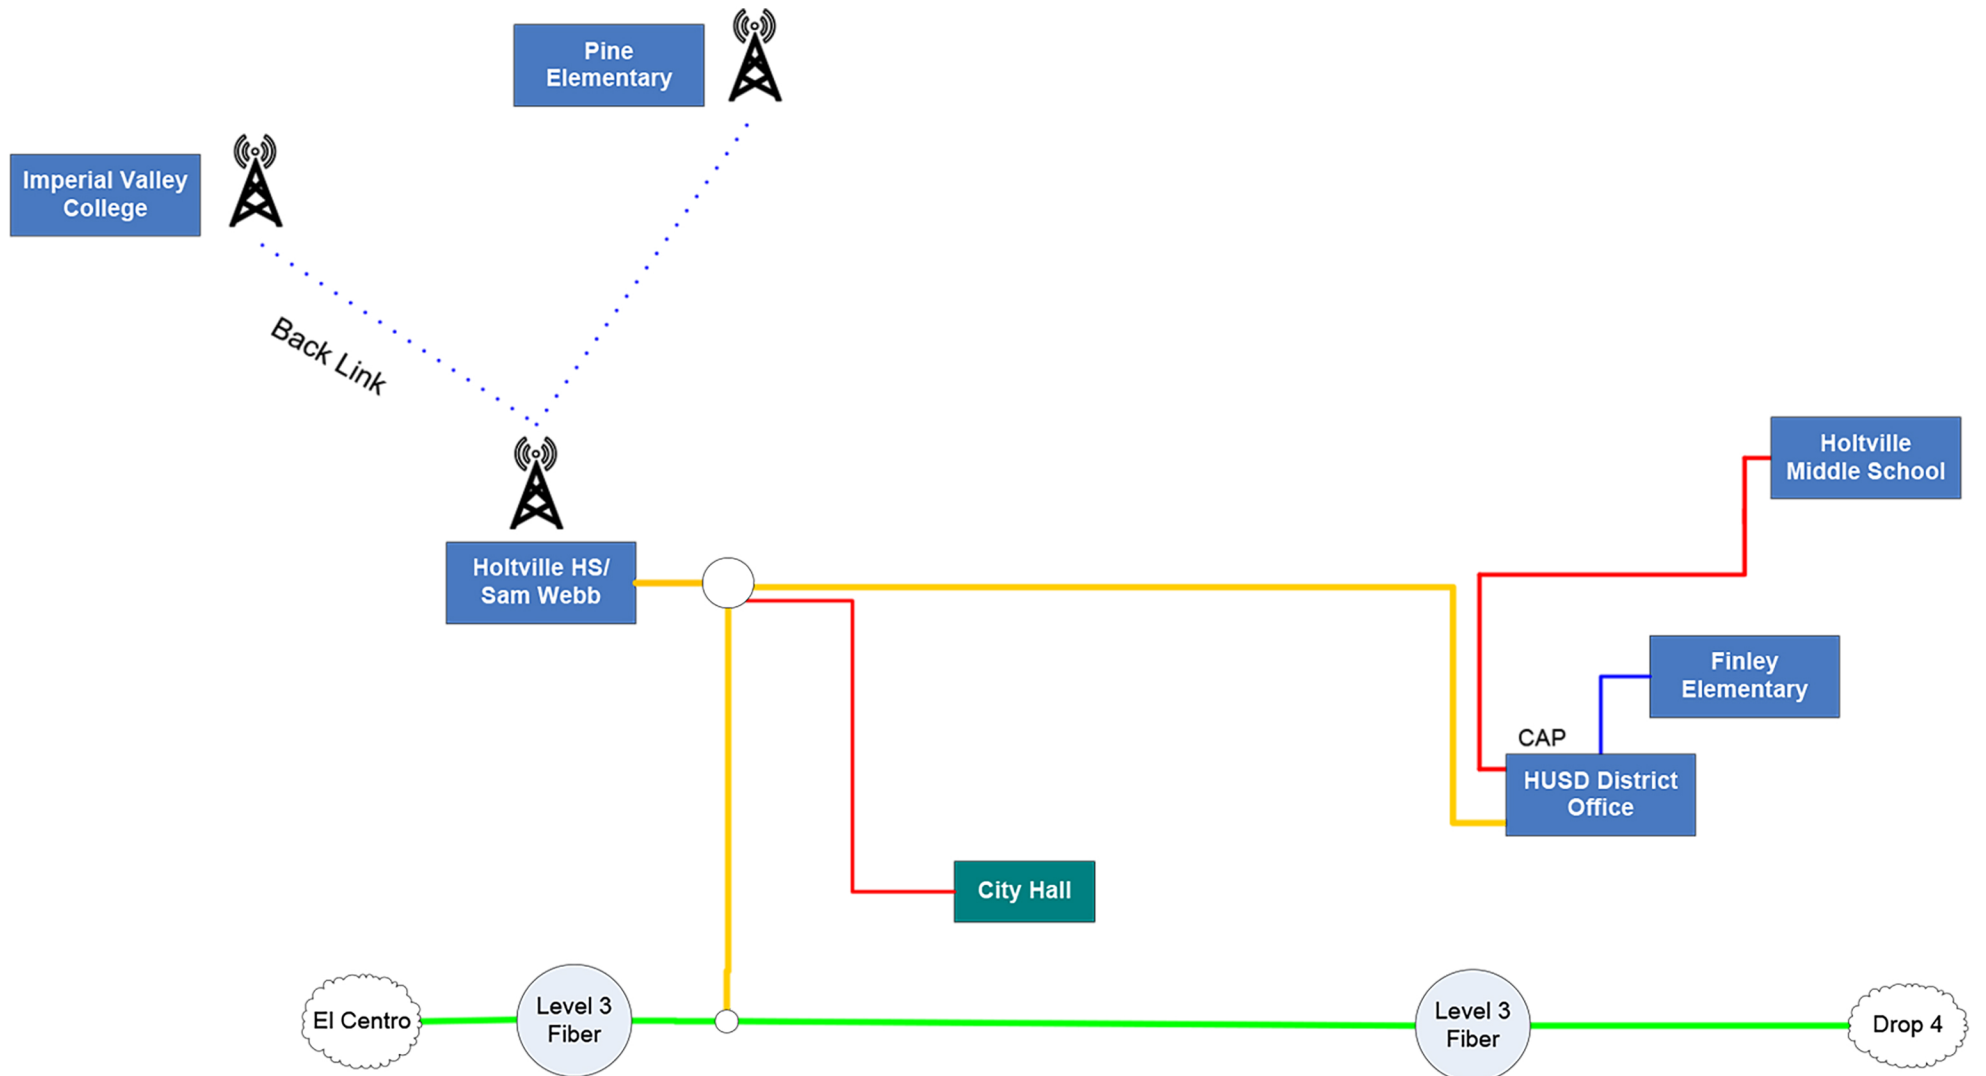 Pine
Elementary
Imperial Valley
College
Back Link
Holtville
Middle School
Holtville HS/
Sam Webb
Finley
Elementary
CAP
HUSD District
Office
City Hall
El Centro
Level 3
Fiber
Level 3
Fiber
Drop 4